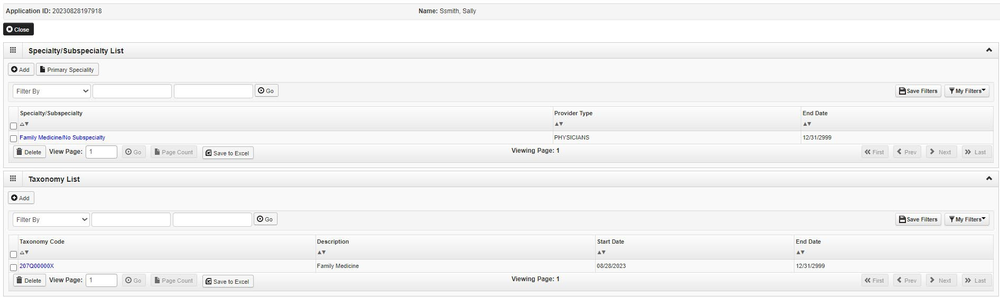 Application ID: 20230828197918 Name: Ssmith, Sally
Close
Specialty/Subspecialty List
Add Primary Speciality
Filter By Go Save Filters My Filters
Specialty/Subspecialty Provider Type End Date
Family Medicine/No Subspecialty PHYSICIANS 12/31/2999
Delete View Page: 1 Go Page Count Save to Excel Viewing Page: 1 First Prev Next Last
Taxonomy List
Add
Filter By Go Save Filters My Filters
Taxonomy Code Description Start Date End Date
207Q00000X Family Medicine 08/28/2023 12/31/2999
Delete View Page: 1 Go Page Count Save to Excel Viewing Page: 1 First Prev Next Last